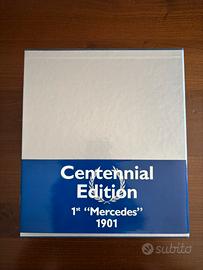 Centennial
Edition
1st "Mercedes"
1901
subito